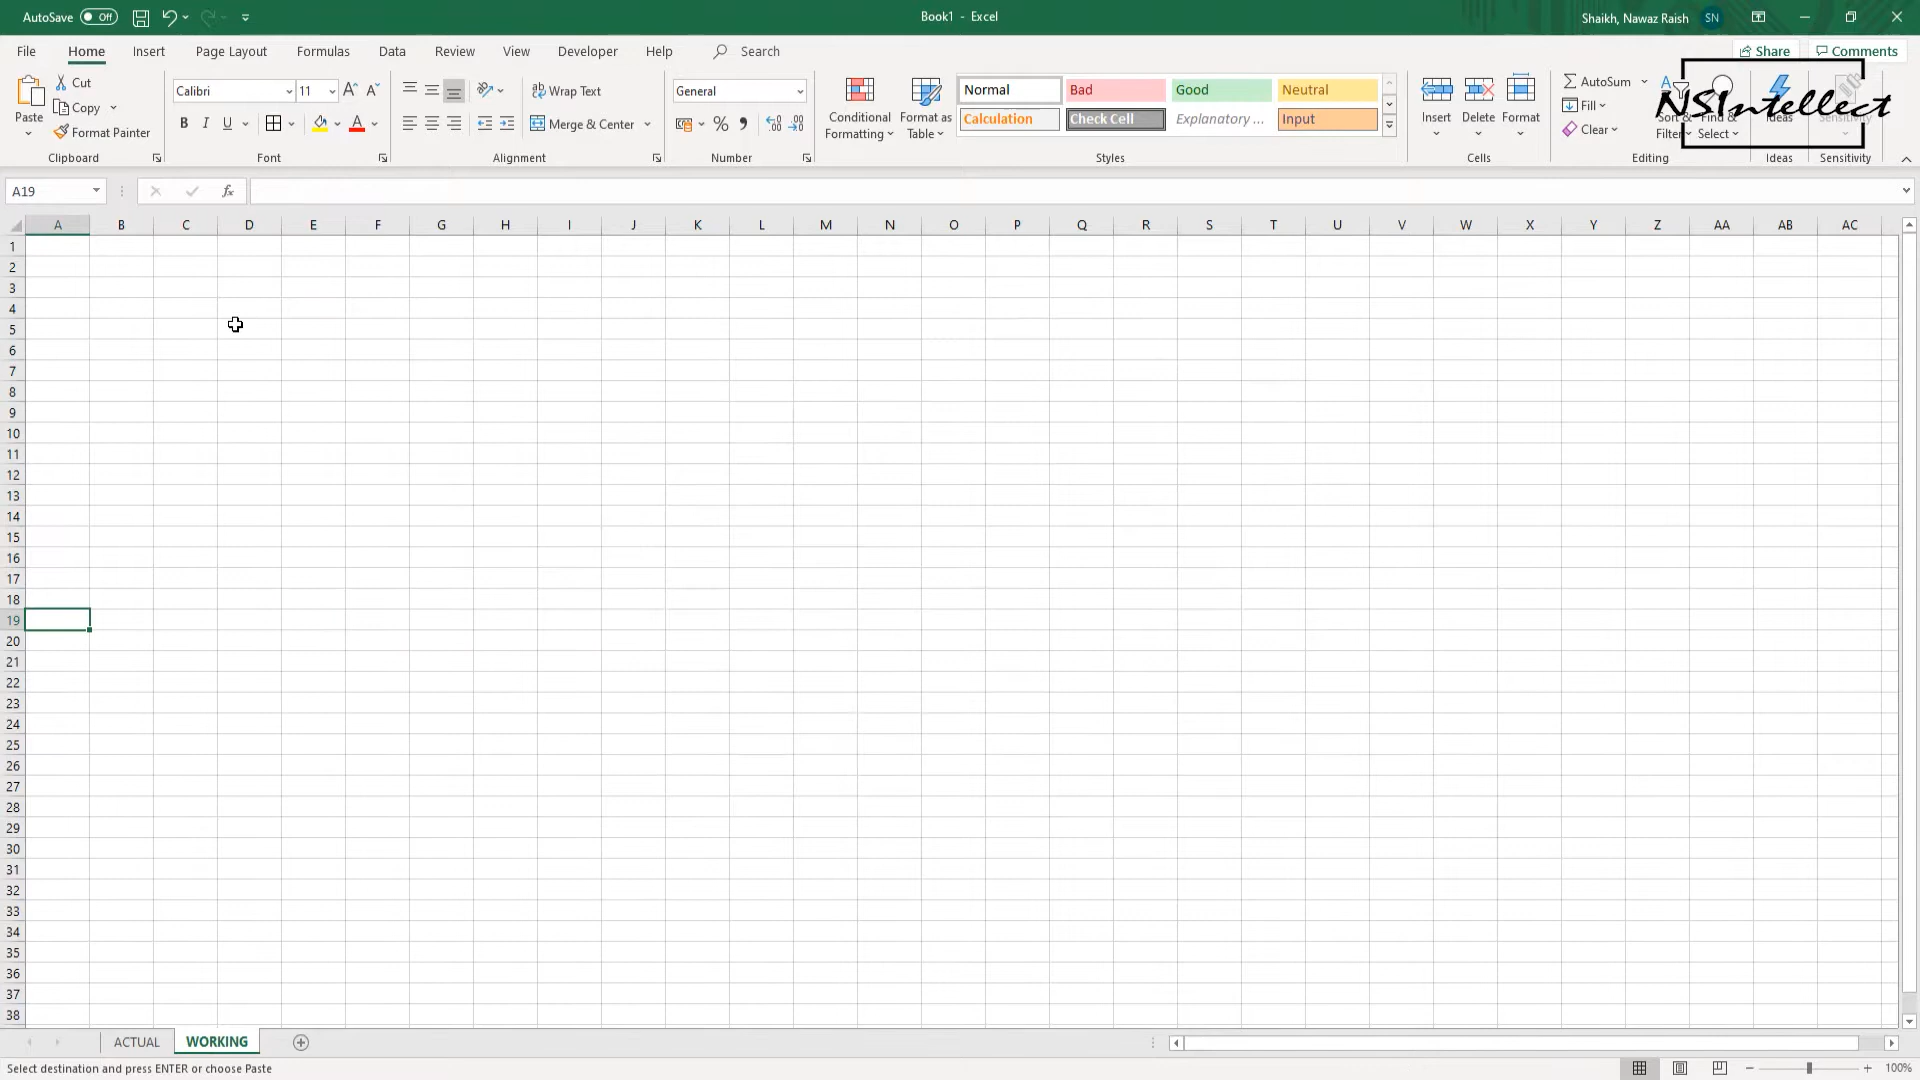 AutoSave Off
Book1 - Excel
Shaikh, Nawaz Raish SN
File Home Insert Page Layout Formulas Data Review View Developer Help Search
Share Comments
Paste
Cut
Copy
Format Painter
Clipboard
Calibri 11
B I U
Font
Wrap Text
Merge & Center
Alignment
General
%
Number
Conditional
Formatting
Format as
Table
Normal Bad Good Neutral
Calculation Check Cell Explanatory ... Input
Styles
Insert Delete Format
Cells
AutoSum
Fill
Clear
Sort &
Filter
Find &
Select
Editing
Ideas
Ideas
Sensitivity
Sensitivity
NSIntellect
A19 fx
A B C D E F G H I J K L M N O P Q R S T U V W X Y Z AA AB AC
1
2
3
4
5
6
7
8
9
10
11
12
13
14
15
16
17
18
19
20
21
22
23
24
25
26
27
28
29
30
31
32
33
34
35
36
37
38
ACTUAL WORKING
Select destination and press ENTER or choose Paste
100%